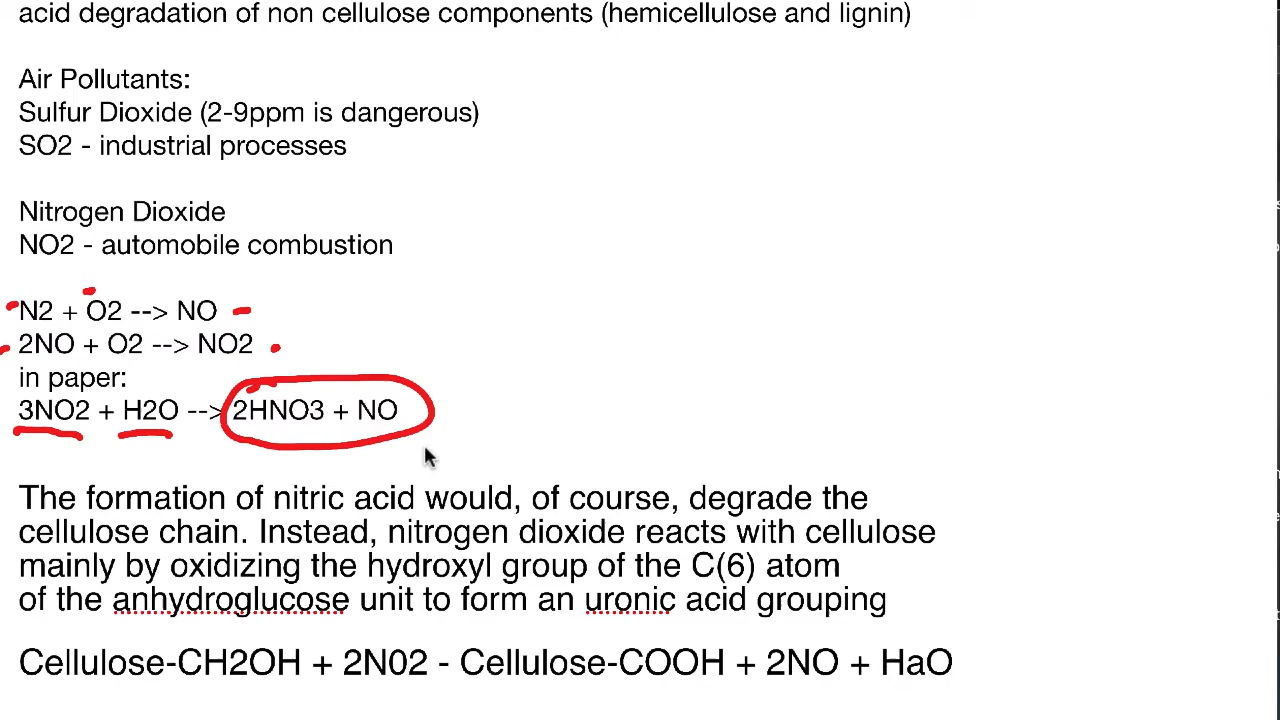 acid degradation of non cellulose components (hemicellulose and lignin)
Air Pollutants:
Sulfur Dioxide (2-9ppm is dangerous)
SO2 - industrial processes
Nitrogen Dioxide
NO2 - automobile combustion
N2 + O2 --> NO
2NO + O2 --> NO2
in paper:
3NO2 + H2O --> 2HNO3 + NO
The formation of nitric acid would, of course, degrade the
cellulose chain. Instead, nitrogen dioxide reacts with cellulose
mainly by oxidizing the hydroxyl group of the C(6) atom
of the anhydroglucose unit to form an uronic acid grouping
Cellulose-CH2OH + 2N02 - Cellulose-COOH + 2NO + HaO